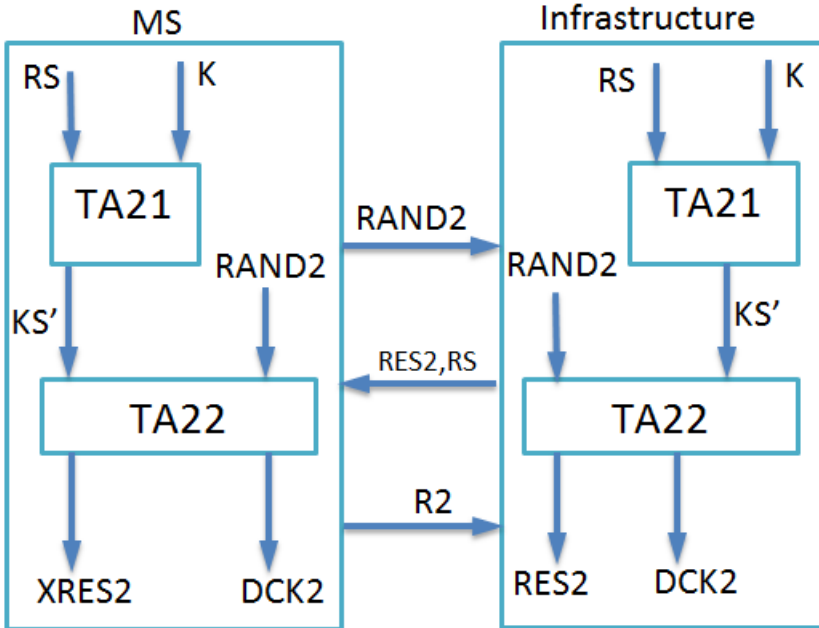 MS
Infrastructure
RS
K
RS
K
TA21
TA21
RAND2
RAND2
RAND2
KS’
KS’
RES2,RS
TA22
TA22
R2
XRES2
DCK2
RES2
DCK2